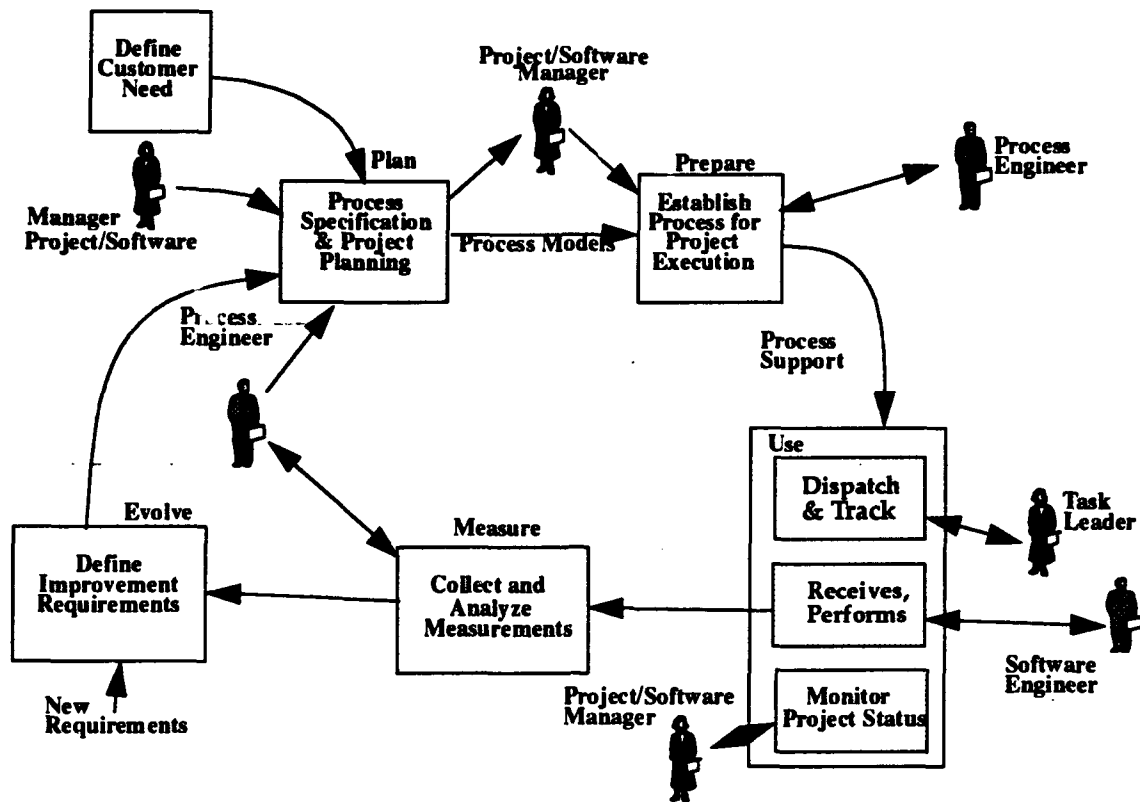 Define
Customer
Need
Project/Software
Manager
Plan
Prepare
Process
Engineer
Manager
Project/Software
Process
Specification
& Project
Planning
Process Models
Establish
Process for
Project
Execution
Process
Engineer
Process
Support
Use
Dispatch
& Track
Task
Leader
Evolve
Measure
Define
Improvement
Requirements
Collect and
Analyze
Measurements
Receives,
Performs
Software
Engineer
New
Requirements
Project/Software
Manager
Monitor
Project Status